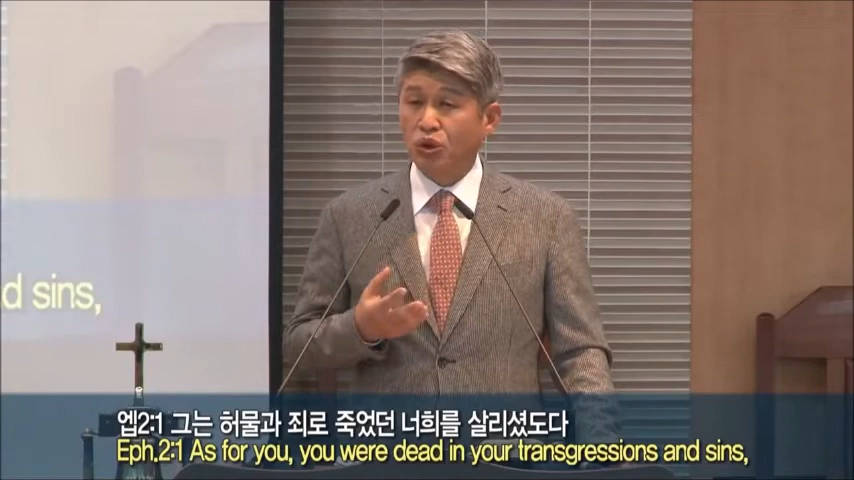 d sins,
엡2:1 그는 허물과 죄로 죽었던 너희를 살리셨도다
Eph.2:1 As for you, you were dead in your transgressions and sins,